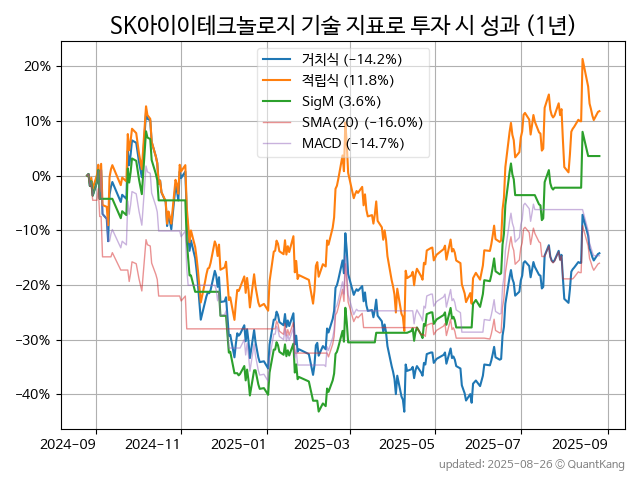 SK아이이테크놀로지 기술 지표로 투자 시 성과 (1년)
거치식 (−14.2%)
적립식 (11.8%)
SigM (3.6%)
SMA(20) (−16.0%)
MACD (−14.7%)
20%
10%
0%
−10%
−20%
−30%
−40%
2024-09 2024-11 2025-01 2025-03 2025-05 2025-07 2025-09
updated: 2025-08-26 © QuantKang